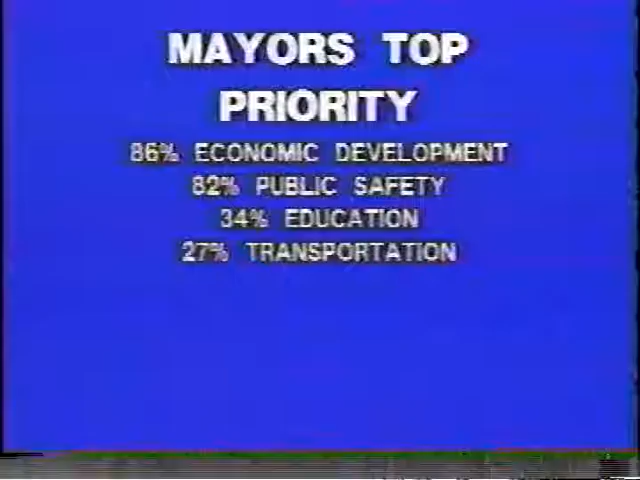 MAYORS TOP
PRIORITY
86% ECONOMIC DEVELOPMENT
82% PUBLIC SAFETY
34% EDUCATION
27% TRANSPORTATION